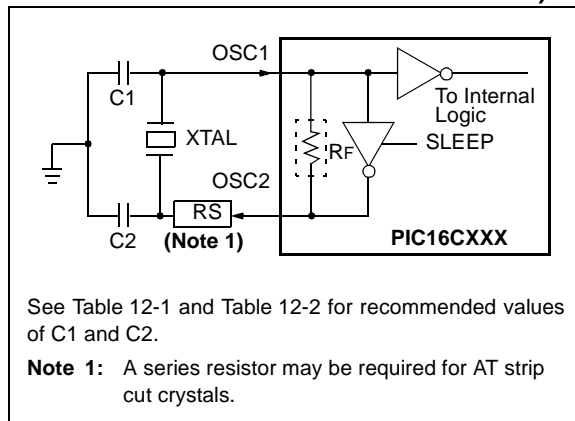 OSC1
C1
To Internal
Logic
XTAL
SLEEP
RF
OSC2
RS
C2
(Note 1)
PIC16CXXX
See Table 12-1 and Table 12-2 for recommended values
of C1 and C2.
Note 1: A series resistor may be required for AT strip
cut crystals.